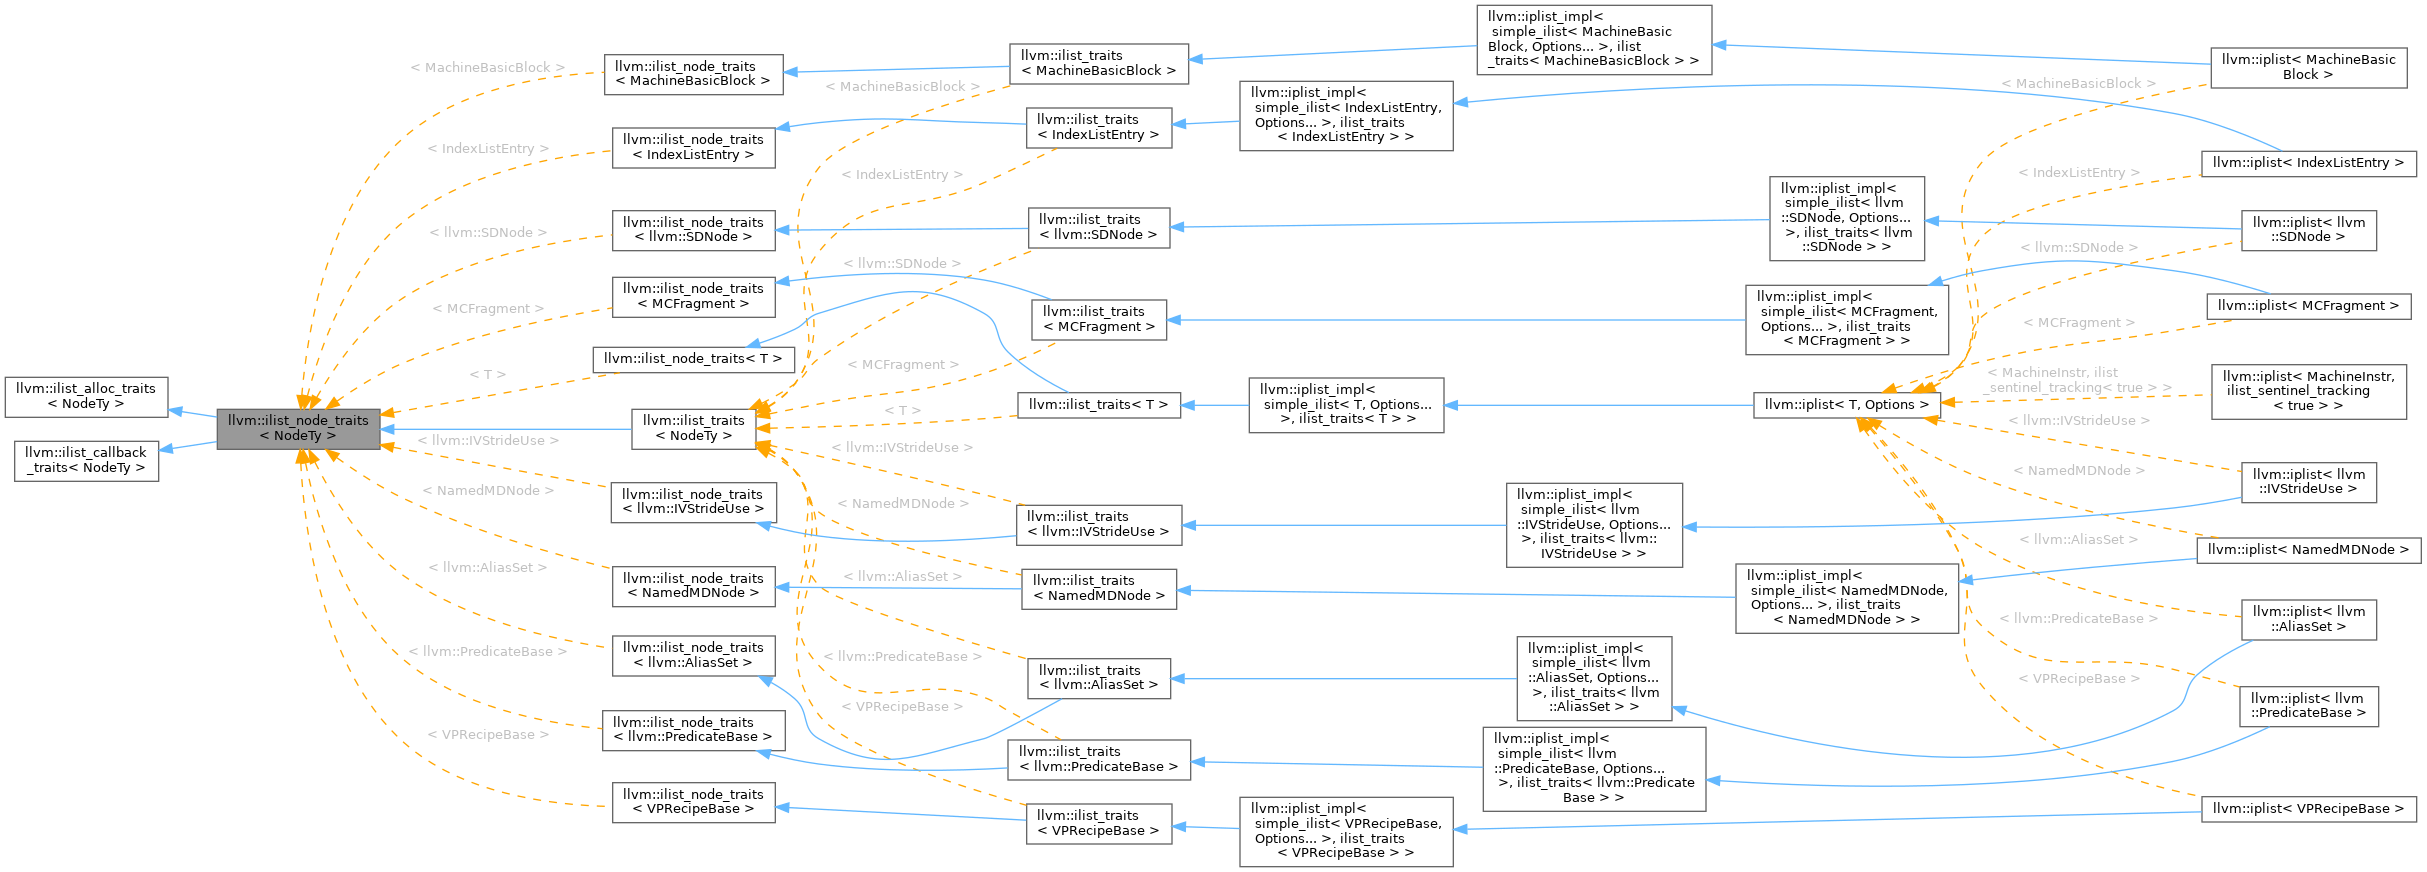 llvm::ilist_alloc_traits
< NodeTy >
llvm::ilist_callback
_traits< NodeTy >
llvm::ilist_node_traits
< NodeTy >
< MachineBasicBlock >
< IndexListEntry >
< llvm::SDNode >
< MCFragment >
< T >
< llvm::IVStrideUse >
< NamedMDNode >
< llvm::AliasSet >
< llvm::PredicateBase >
< VPRecipeBase >
llvm::ilist_node_traits
< MachineBasicBlock >
llvm::ilist_node_traits
< IndexListEntry >
llvm::ilist_node_traits
< llvm::SDNode >
llvm::ilist_node_traits
< MCFragment >
llvm::ilist_node_traits< T >
llvm::ilist_traits
< NodeTy >
llvm::ilist_node_traits
< llvm::IVStrideUse >
llvm::ilist_node_traits
< NamedMDNode >
llvm::ilist_node_traits
< llvm::AliasSet >
llvm::ilist_node_traits
< llvm::PredicateBase >
llvm::ilist_node_traits
< VPRecipeBase >
< MachineBasicBlock >
< IndexListEntry >
< llvm::SDNode >
< MCFragment >
< T >
< llvm::IVStrideUse >
< NamedMDNode >
< llvm::AliasSet >
< llvm::PredicateBase >
< VPRecipeBase >
llvm::ilist_traits
< MachineBasicBlock >
llvm::ilist_traits
< IndexListEntry >
llvm::ilist_traits
< llvm::SDNode >
llvm::ilist_traits
< MCFragment >
llvm::ilist_traits< T >
llvm::ilist_traits
< llvm::IVStrideUse >
llvm::ilist_traits
< NamedMDNode >
llvm::ilist_traits
< llvm::AliasSet >
llvm::ilist_traits
< llvm::PredicateBase >
llvm::ilist_traits
< VPRecipeBase >
llvm::iplist_impl<
simple_ilist< MachineBasic
Block, Options... >, ilist
_traits< MachineBasicBlock > >
llvm::iplist_impl<
simple_ilist< IndexListEntry,
Options... >, ilist_traits
< IndexListEntry > >
llvm::iplist_impl<
simple_ilist< llvm
::SDNode, Options...
>, ilist_traits< llvm
::SDNode > >
llvm::iplist_impl<
simple_ilist< MCFragment,
Options... >, ilist_traits
< MCFragment > >
llvm::iplist_impl<
simple_ilist< T, Options...
>, ilist_traits< T > >
llvm::iplist< T, Options >
llvm::iplist_impl<
simple_ilist< llvm
::IVStrideUse, Options...
>, ilist_traits< llvm::
IVStrideUse > >
llvm::iplist_impl<
simple_ilist< NamedMDNode,
Options... >, ilist_traits
< NamedMDNode > >
llvm::iplist_impl<
simple_ilist< llvm
::AliasSet, Options...
>, ilist_traits< llvm
::AliasSet > >
llvm::iplist_impl<
simple_ilist< llvm
::PredicateBase, Options...
>, ilist_traits< llvm::Predicate
Base > >
llvm::iplist_impl<
simple_ilist< VPRecipeBase,
Options... >, ilist_traits
< VPRecipeBase > >
< MachineBasicBlock >
< IndexListEntry >
< llvm::SDNode >
< MCFragment >
< MachineInstr, ilist
_sentinel_tracking< true > >
< llvm::IVStrideUse >
< NamedMDNode >
< llvm::AliasSet >
< llvm::PredicateBase >
< VPRecipeBase >
llvm::iplist< MachineBasic
Block >
llvm::iplist< IndexListEntry >
llvm::iplist< llvm
::SDNode >
llvm::iplist< MCFragment >
llvm::iplist< MachineInstr,
ilist_sentinel_tracking
< true > >
llvm::iplist< llvm
::IVStrideUse >
llvm::iplist< NamedMDNode >
llvm::iplist< llvm
::AliasSet >
llvm::iplist< llvm
::PredicateBase >
llvm::iplist< VPRecipeBase >